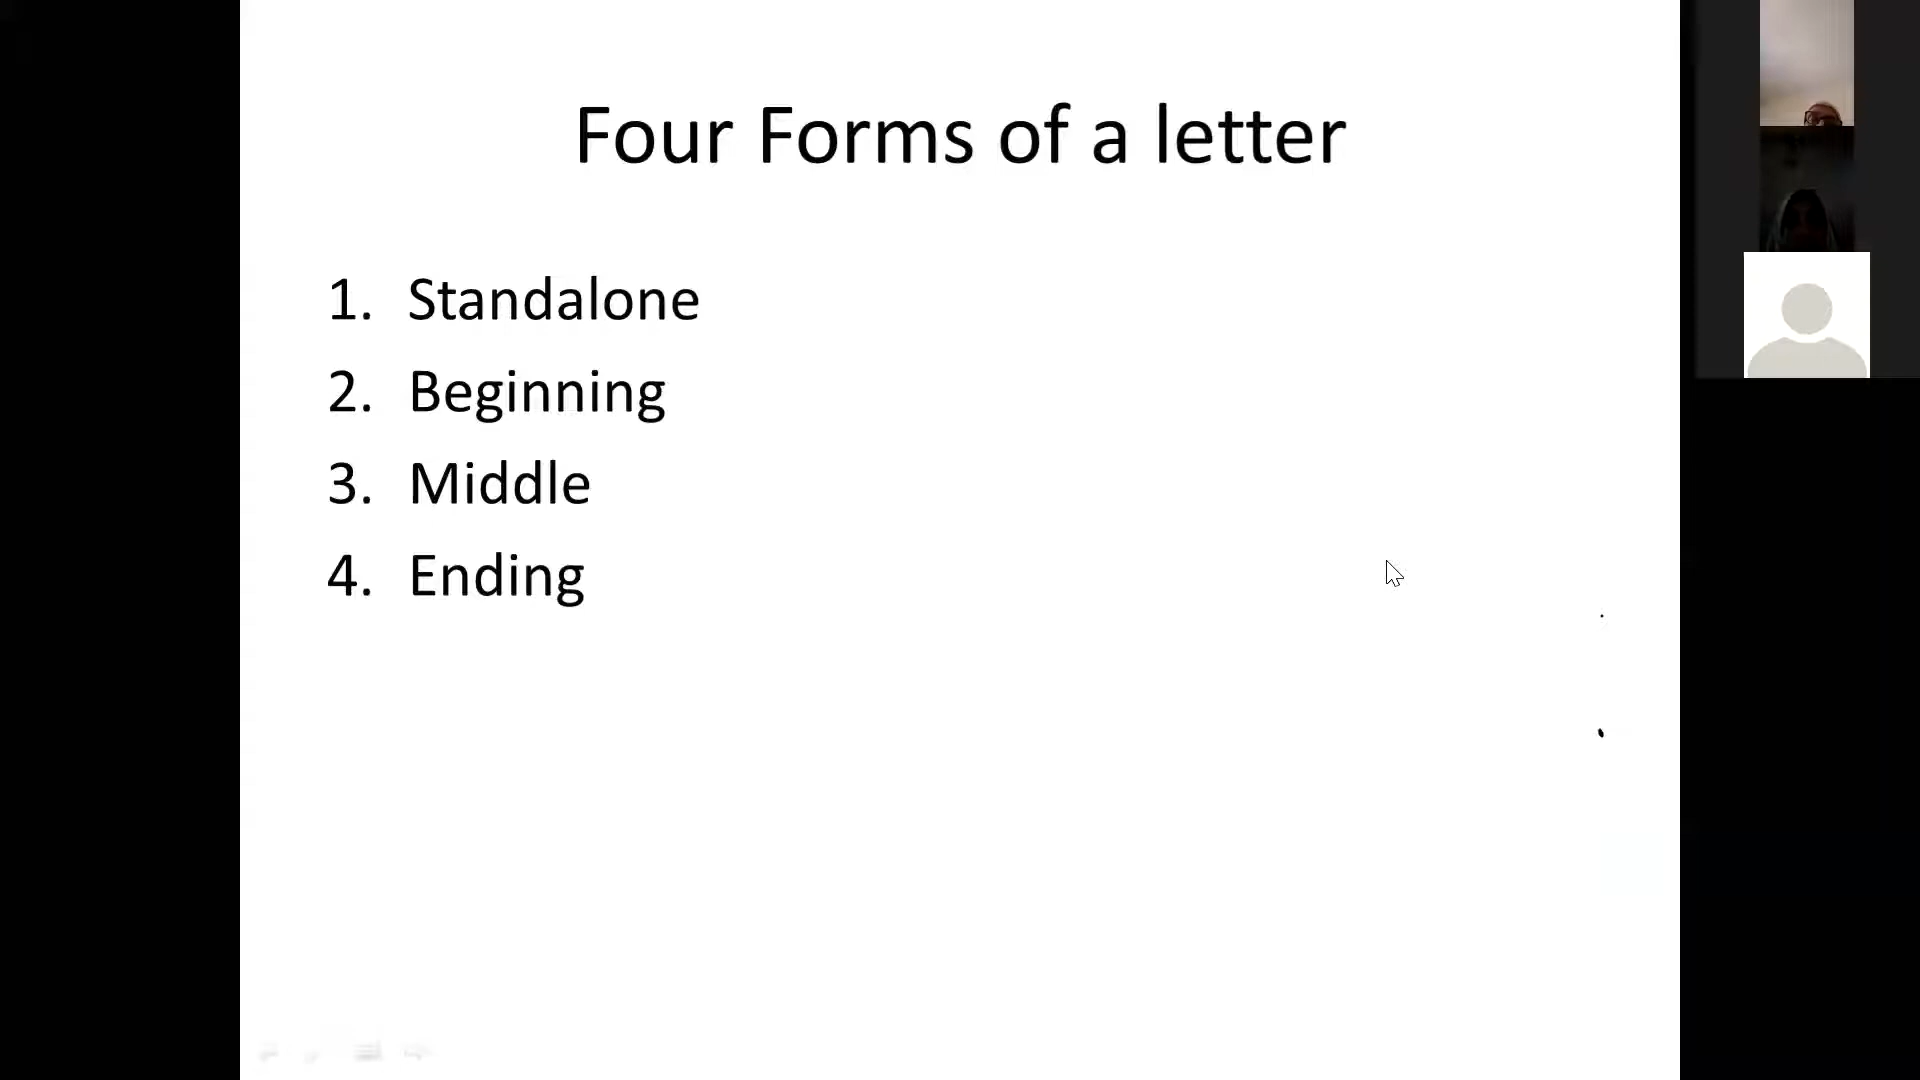 Four Forms of a letter
1. Standalone
2. Beginning
3. Middle
4. Ending